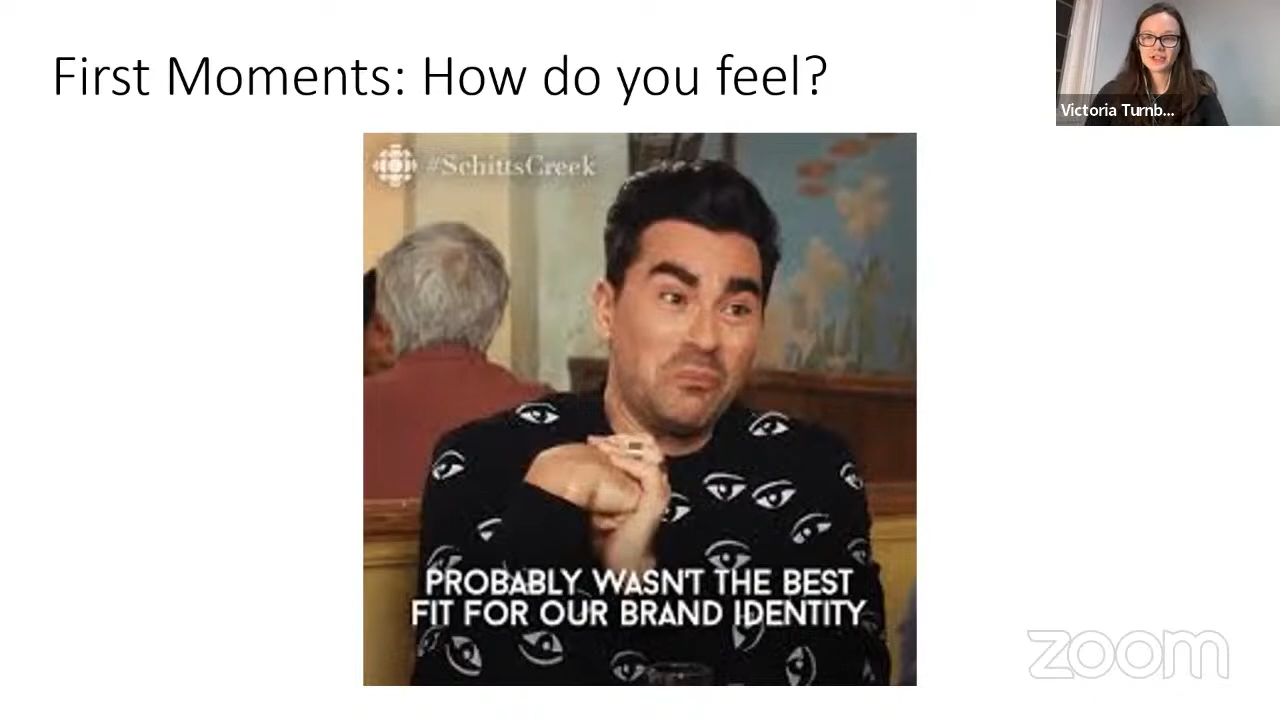 First Moments: How do you feel?
Victoria Turnb...
#SchittsCreek
PROBABLY WASN'T THE BEST
FIT FOR OUR BRAND IDENTITY
zoom